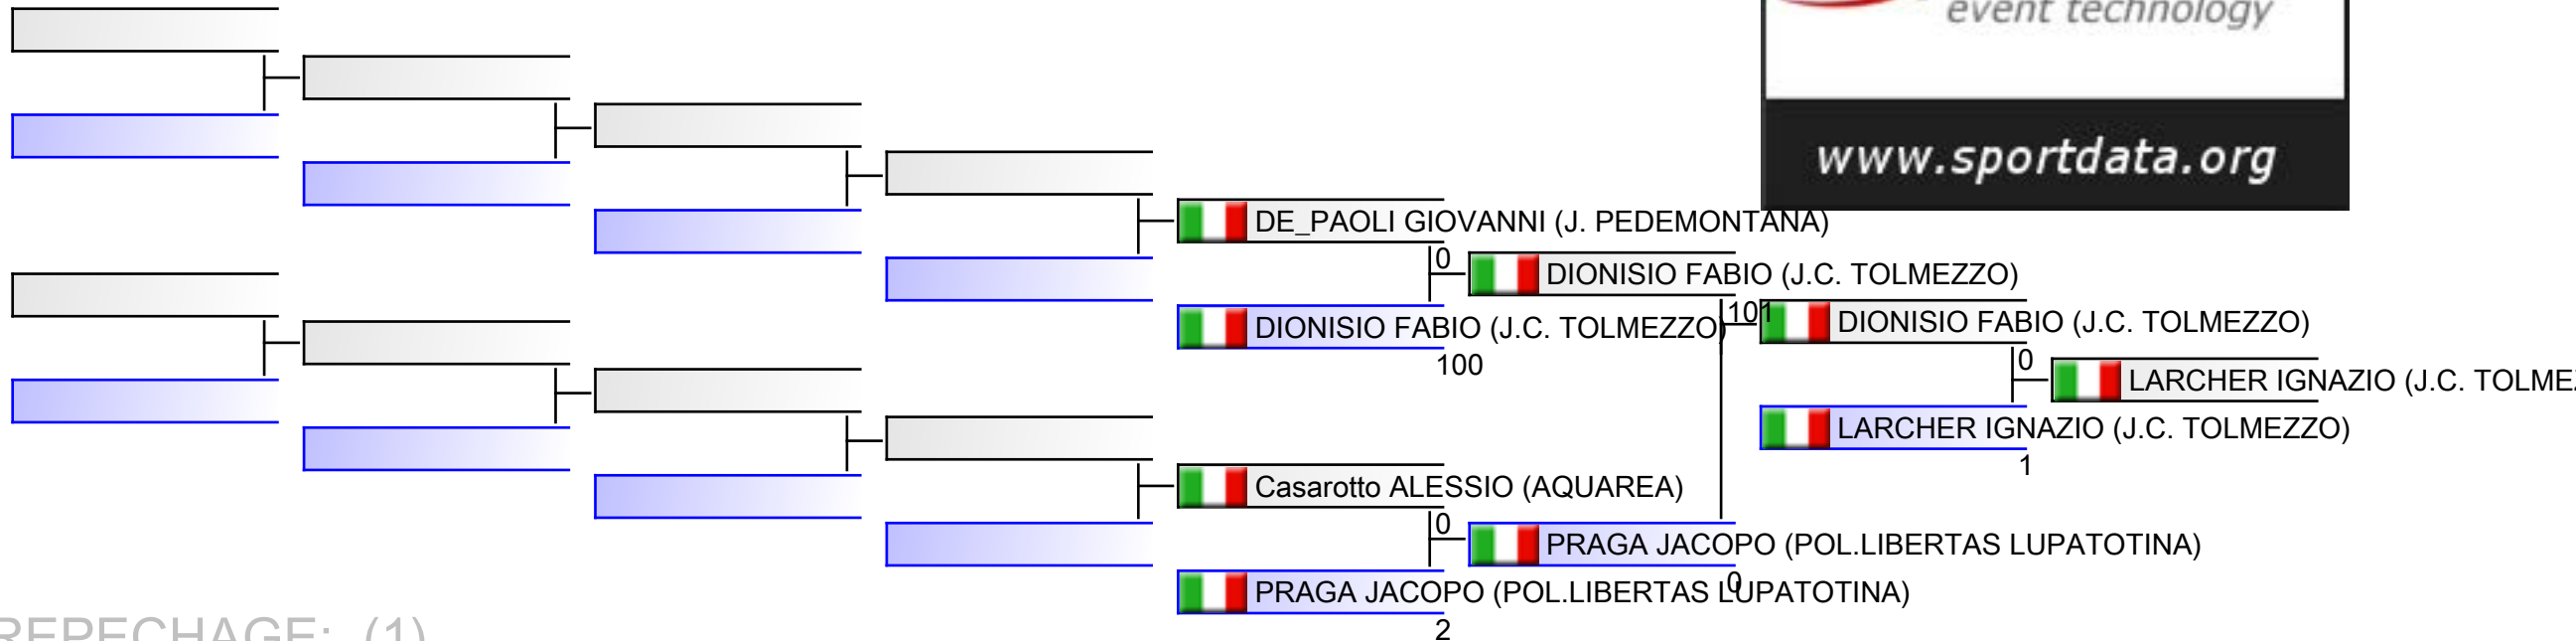 event technology
www.sportdata.org
DE_PAOLI GIOVANNI (J. PEDEMONTANA)
0
DIONISIO FABIO (J.C. TOLMEZZO)
101
DIONISIO FABIO (J.C. TOLMEZZO)
DIONISIO FABIO (J.C. TOLMEZZO)
0
100
LARCHER IGNAZIO (J.C. TOLME
LARCHER IGNAZIO (J.C. TOLMEZZO)
1
Casarotto ALESSIO (AQUAREA)
0
PRAGA JACOPO (POL.LIBERTAS LUPATOTINA)
0
PRAGA JACOPO (POL.LIBERTAS LUPATOTINA)
2
REPECHAGE: (1)